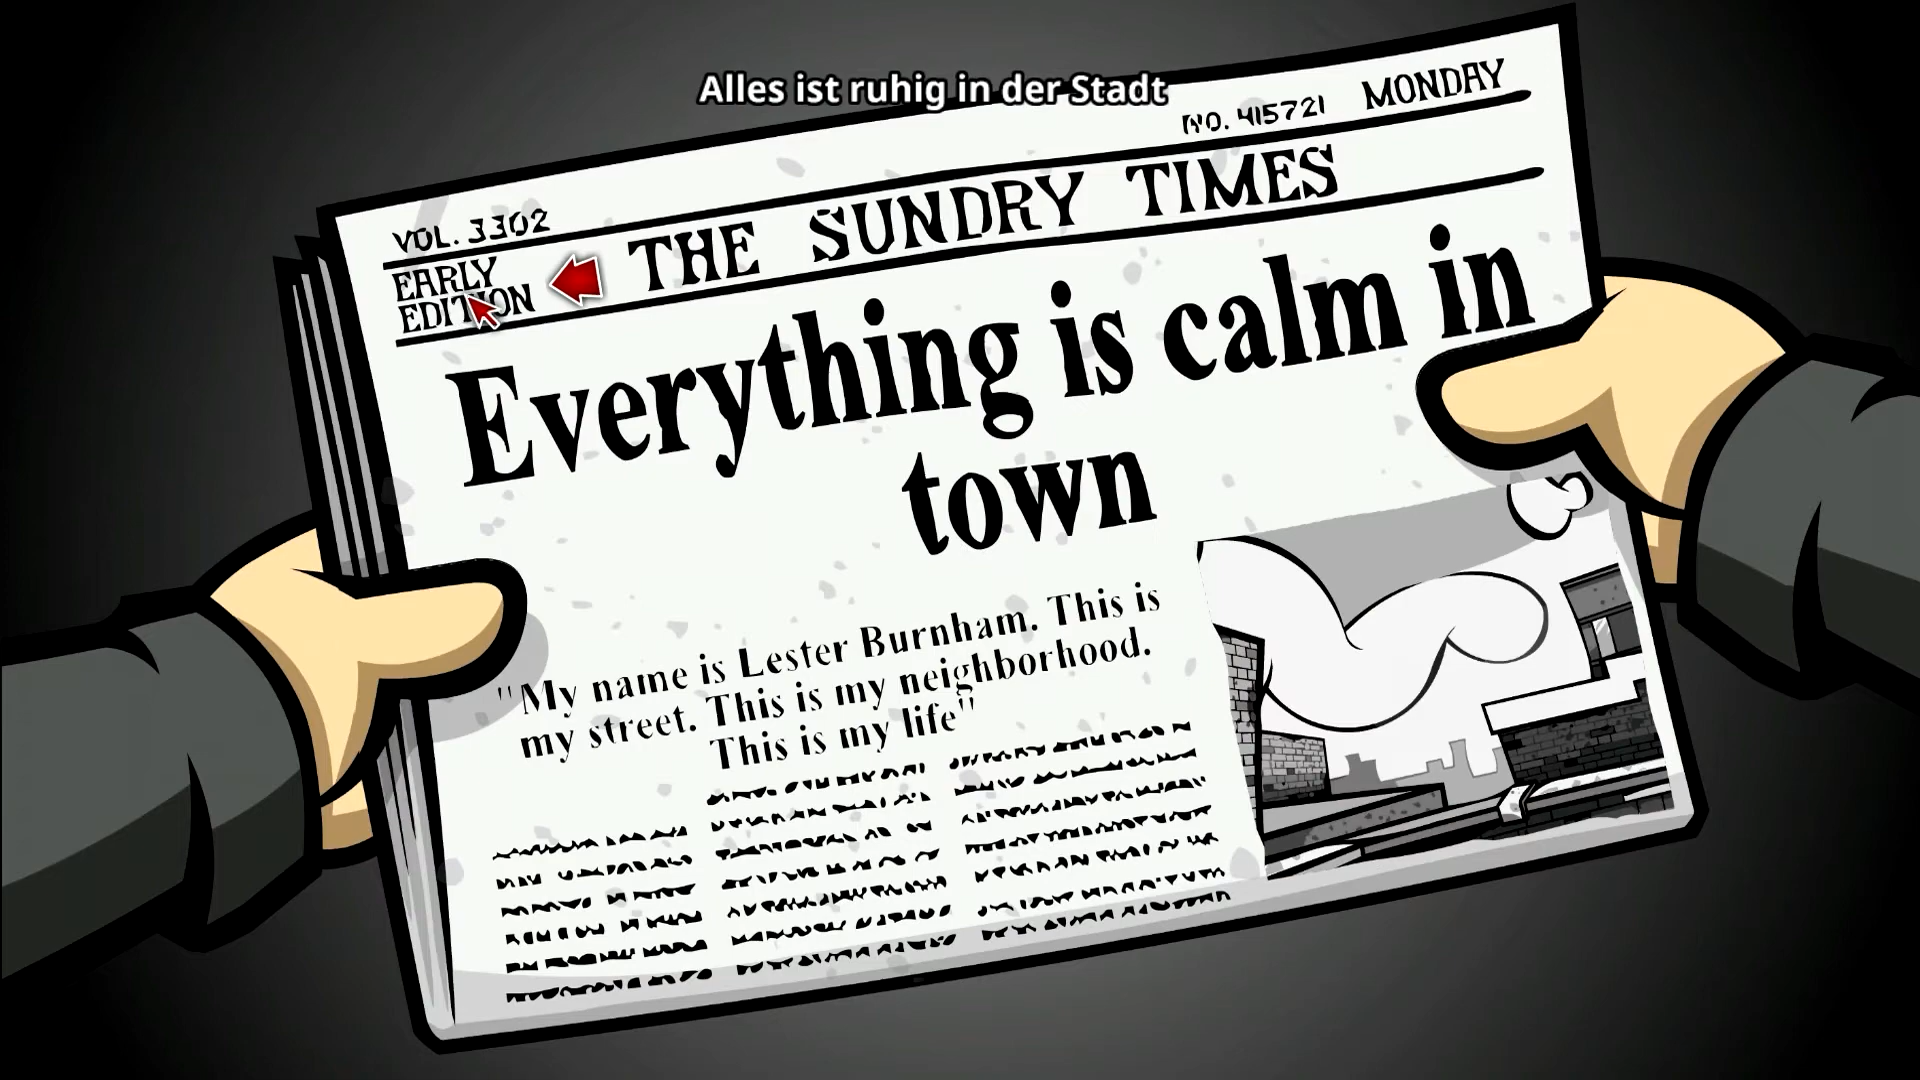 Alles ist ruhig in der Stadt
NO. 415721 MONDAY
VOL. 3302
EARLY
EDITION
THE SUNDRY TIMES
Everything is calm in
town
"My name is Lester Burnham. This is
my street. This is my neighborhood.
This is my life"